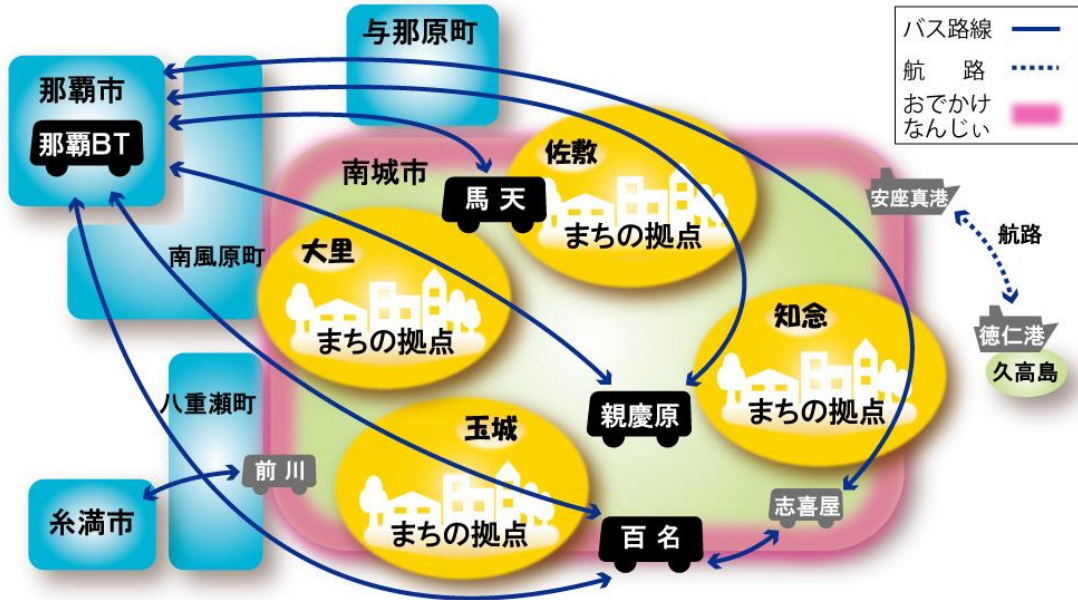 与那原町
バス路線
航　　路
おでかけ
なんじぃ
那覇市
那覇BT
南城市
佐敷
馬天
まちの拠点
安座真港
航路
南風原町
大里
まちの拠点
知念
まちの拠点
徳仁港
久高島
八重瀬町
親慶原
玉城
まちの拠点
前川
志喜屋
糸満市
百名